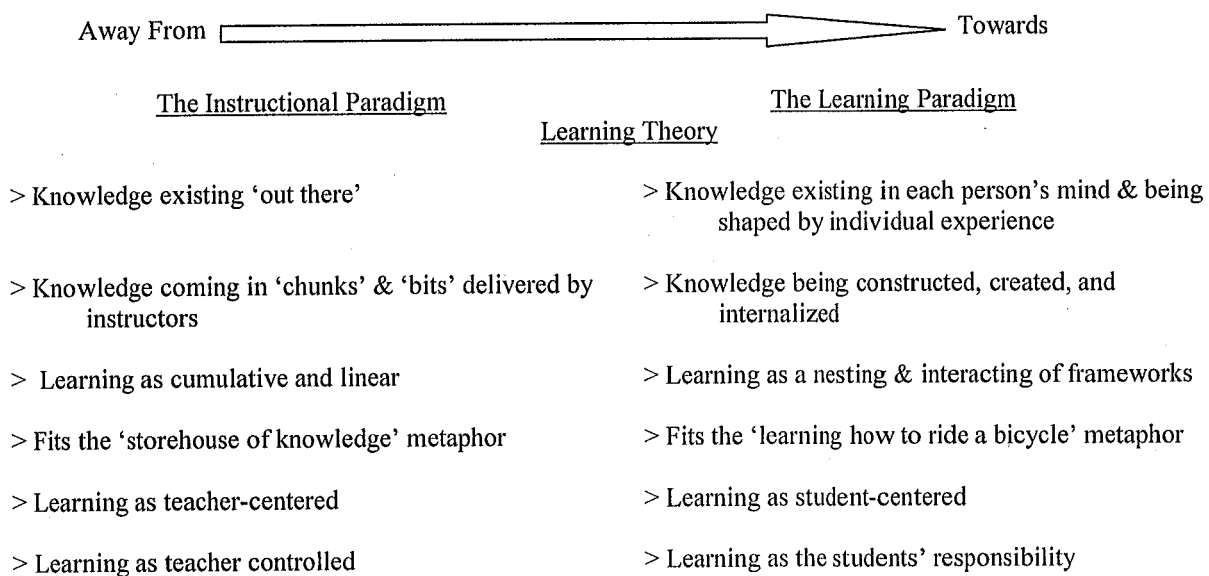 Away From Towards
The Instructional Paradigm The Learning Paradigm
Learning Theory
> Knowledge existing ‘out there’ > Knowledge existing in each person’s mind & being
shaped by individual experience
> Knowledge coming in ‘chunks’ & ‘bits’ delivered by > Knowledge being constructed, created, and
instructors internalized
> Learning as cumulative and linear > Learning as a nesting & interacting of frameworks
> Fits the ‘storehouse of knowledge’ metaphor > Fits the ‘learning how to ride a bicycle’ metaphor
> Learning as teacher-centered > Learning as student-centered
> Learning as teacher controlled > Learning as the students’ responsibility